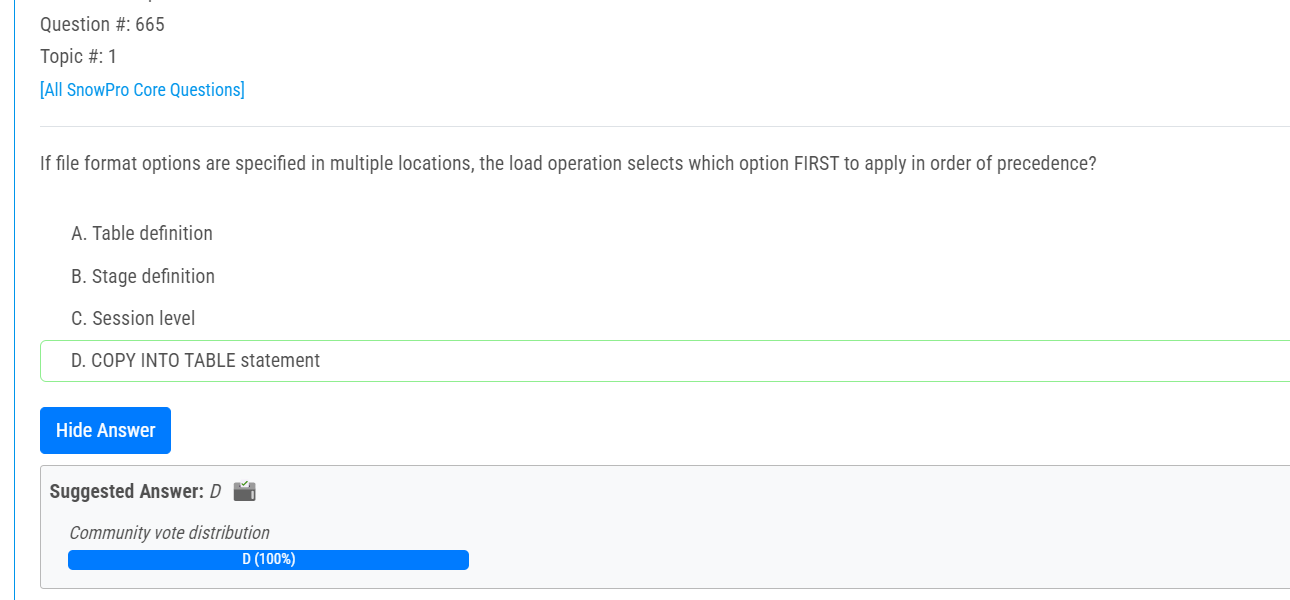 Question #: 665
Topic #: 1
[All SnowPro Core Questions]
If file format options are specified in multiple locations, the load operation selects which option FIRST to apply in order of precedence?
A. Table definition
B. Stage definition
C. Session level
D. COPY INTO TABLE statement
Hide Answer
Suggested Answer: D
Community vote distribution
D (100%)